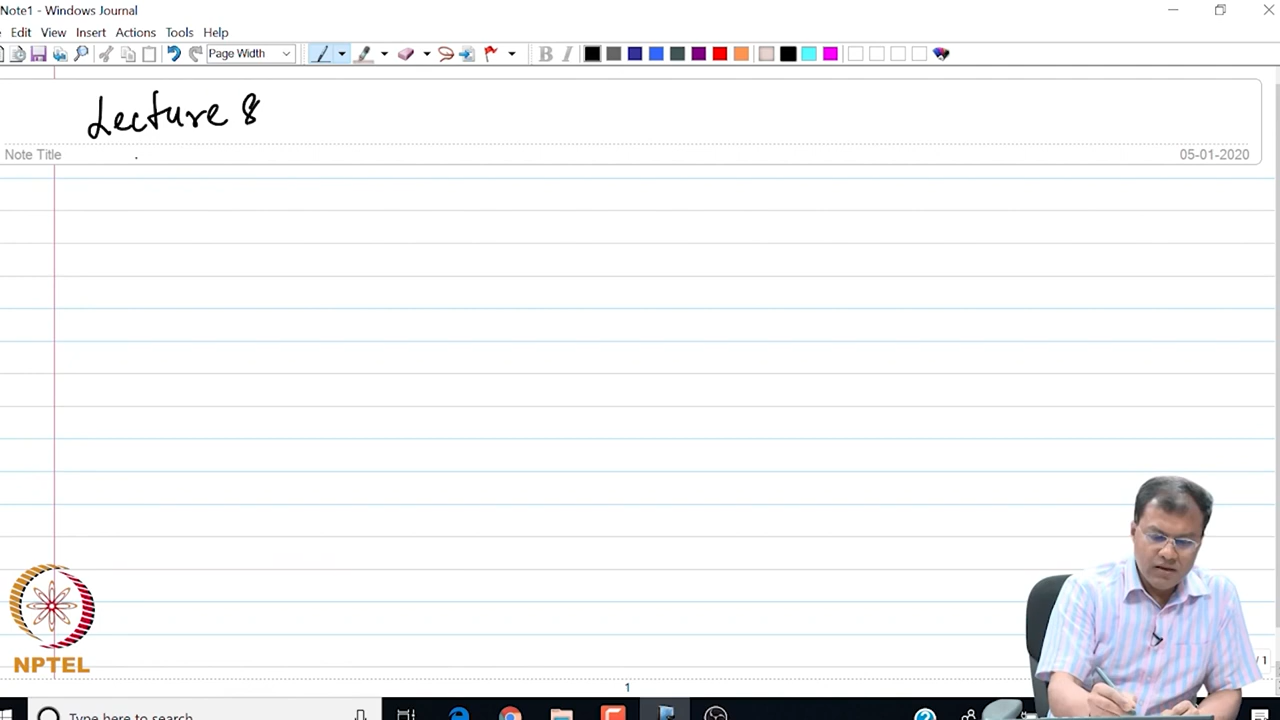 Note1 - Windows Journal
Edit View Insert Actions Tools Help
Page Width
B I
Lecture 8
Note Title
05-01-2020
NPTEL
/ 1
1
Type here to search